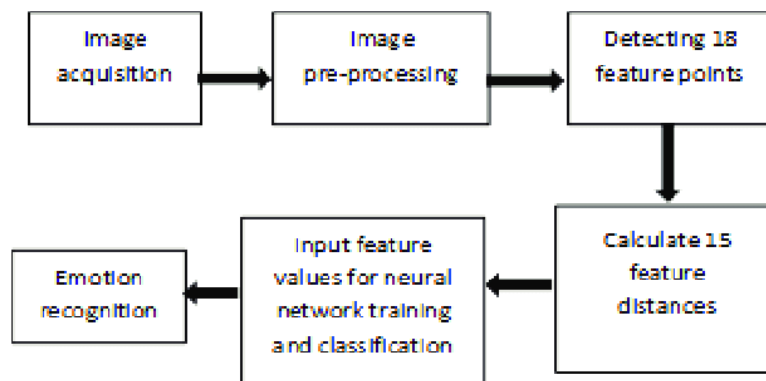 Image
acquisition
Image
pre-processing
Detecting 18
feature points
Calculate 15
feature
distances
Input feature
values for neural
network training
and classification
Emotion
recognition